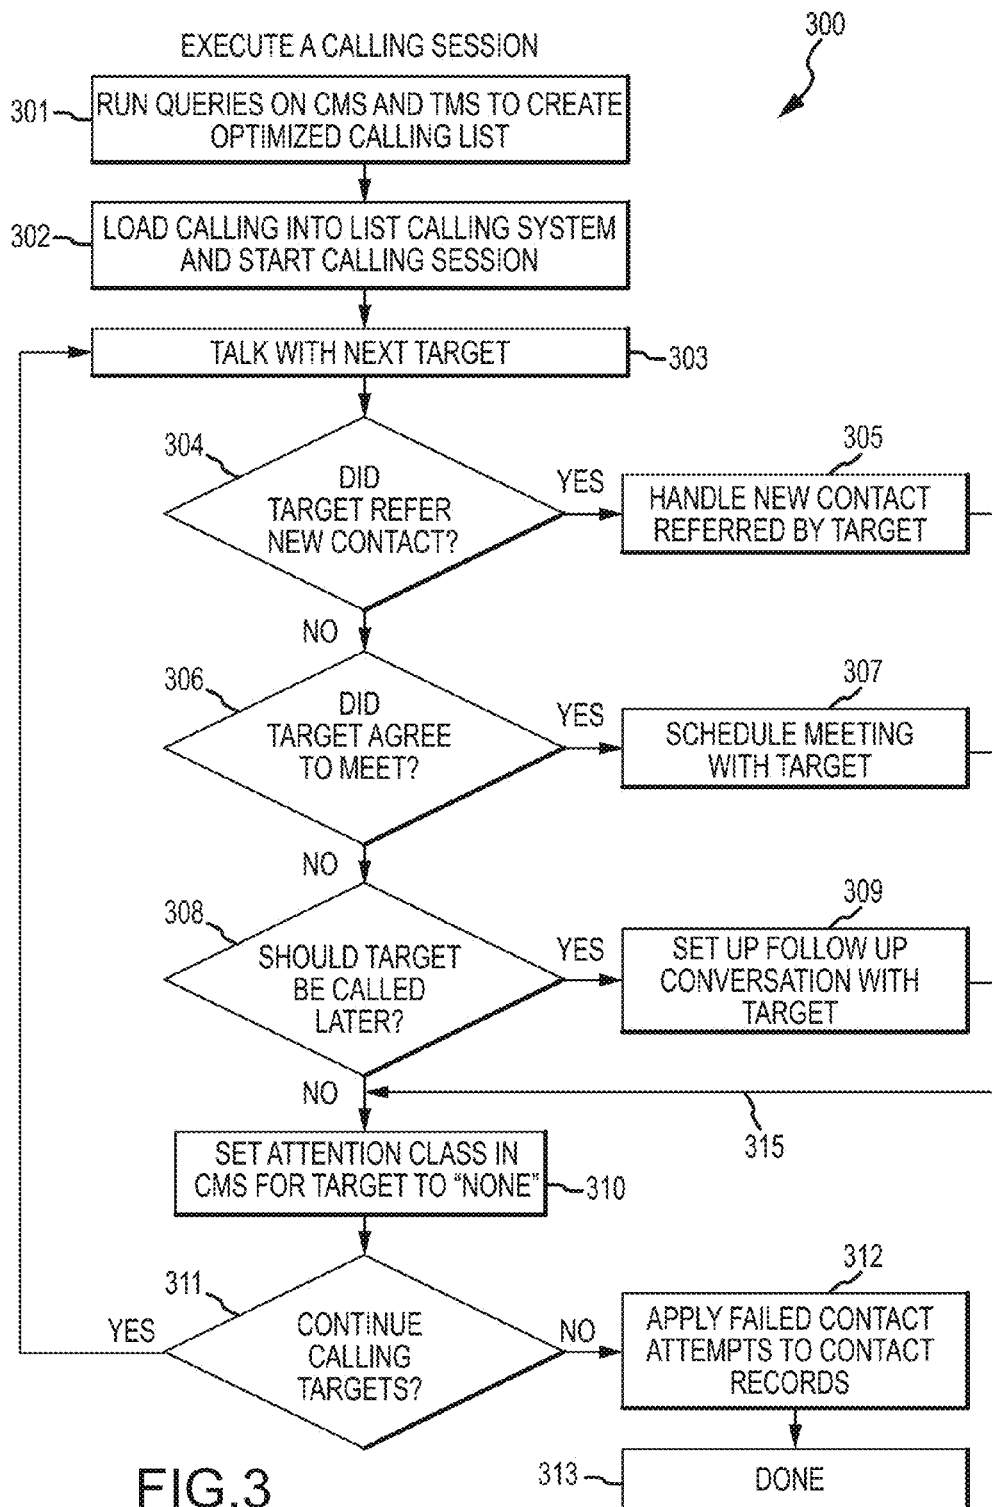 300
EXECUTE A CALLING SESSION
301
RUN QUERIES ON CMS AND TMS TO CREATE
OPTIMIZED CALLING LIST
302
LOAD CALLING INTO LIST CALLING SYSTEM
AND START CALLING SESSION
TALK WITH NEXT TARGET
303
304
DID
TARGET REFER
NEW CONTACT?
YES
305
HANDLE NEW CONTACT
REFERRED BY TARGET
NO
306
DID
TARGET AGREE
TO MEET?
YES
307
SCHEDULE MEETING
WITH TARGET
NO
308
SHOULD TARGET
BE CALLED
LATER?
YES
309
SET UP FOLLOW UP
CONVERSATION WITH
TARGET
NO
315
SET ATTENTION CLASS IN
CMS FOR TARGET TO “NONE”
310
311
YES
CONTINUE
CALLING
TARGETS?
NO
312
APPLY FAILED CONTACT
ATTEMPTS TO CONTACT
RECORDS
313
DONE
FIG.3